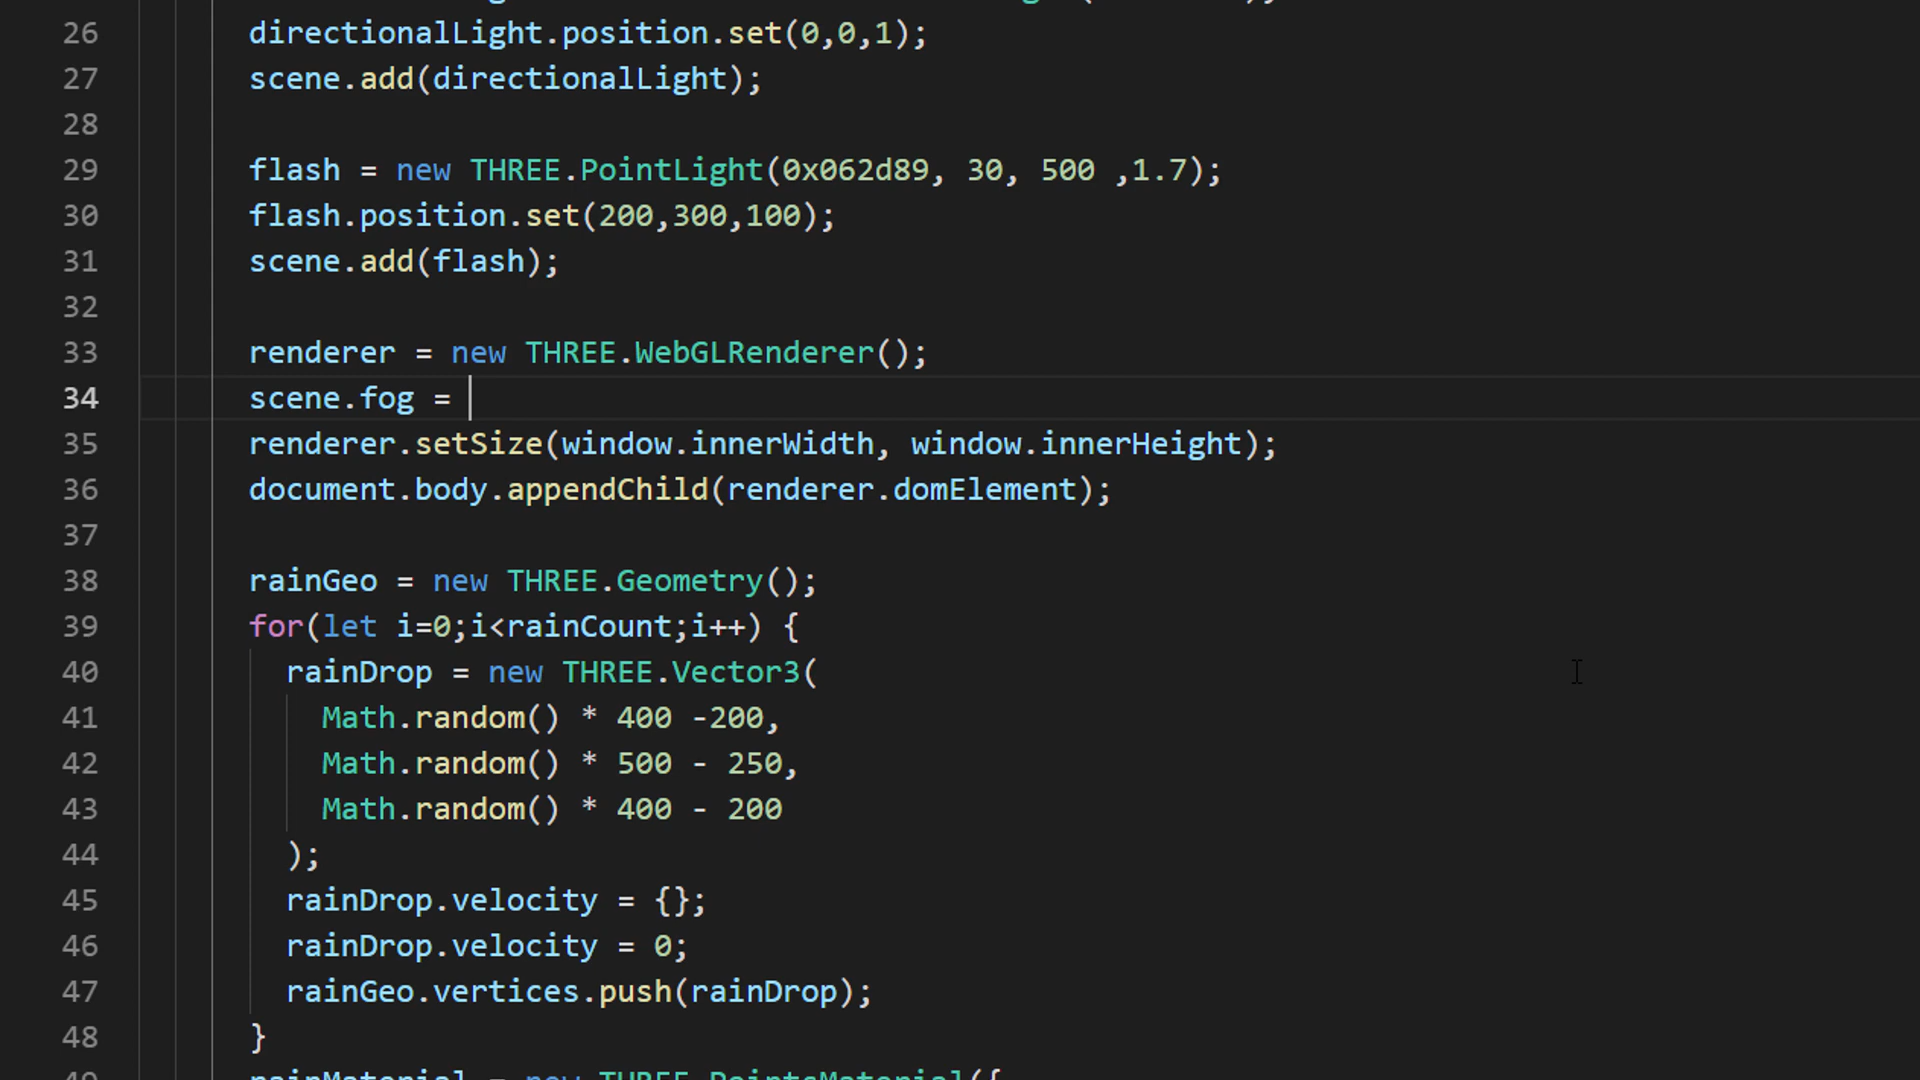 26 directionalLight.position.set(0,0,1);
27 scene.add(directionalLight);
28
29 flash = new THREE.PointLight(0x062d89, 30, 500 ,1.7);
30 flash.position.set(200,300,100);
31 scene.add(flash);
32
33 renderer = new THREE.WebGLRenderer();
34 scene.fog =
35 renderer.setSize(window.innerWidth, window.innerHeight);
36 document.body.appendChild(renderer.domElement);
37
38 rainGeo = new THREE.Geometry();
39 for(let i=0;i<rainCount;i++) {
40 rainDrop = new THREE.Vector3(
41 Math.random() * 400 -200,
42 Math.random() * 500 - 250,
43 Math.random() * 400 - 200
44 );
45 rainDrop.velocity = {};
46 rainDrop.velocity = 0;
47 rainGeo.vertices.push(rainDrop);
48 }
49 rainMaterial = new THREE.PointsMaterial({